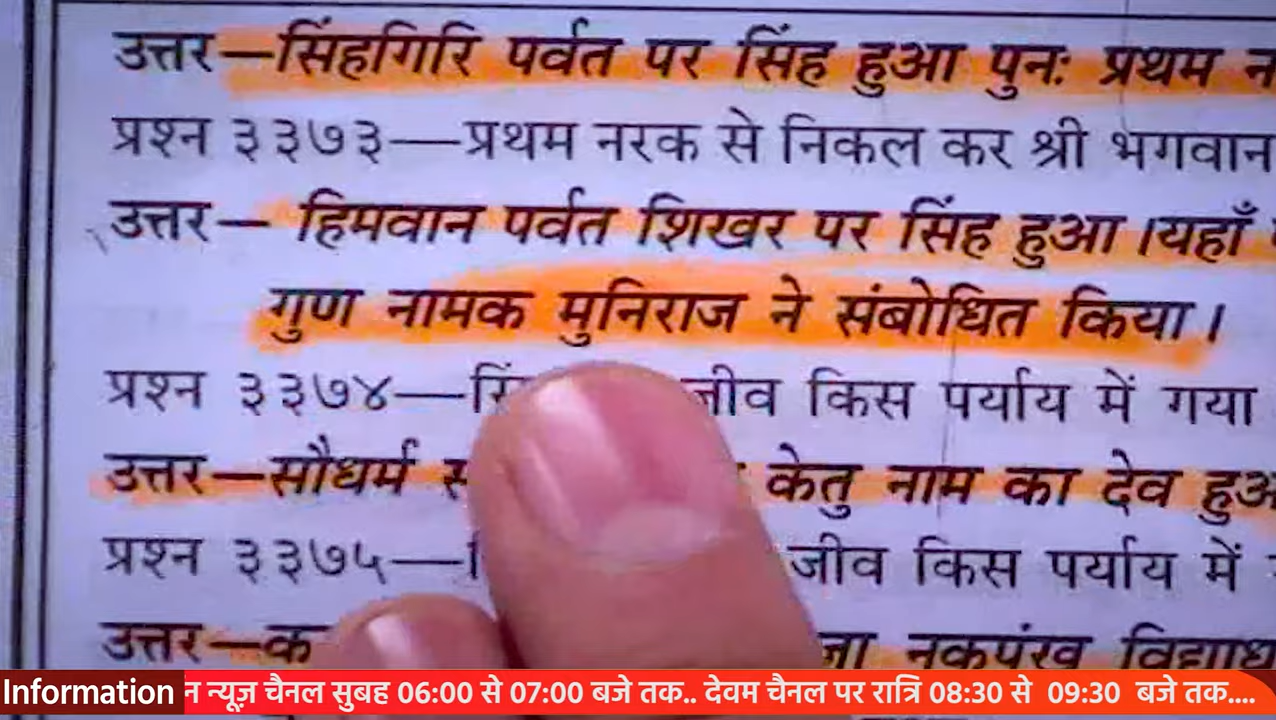 उत्तर—सिंहगिरि पर्वत पर सिंह हुआ पुनः प्रथम न
प्रश्न ३३७३—प्रथम नरक से निकल कर श्री भगवान
उत्तर— हिमवान पर्वत शिखर पर सिंह हुआ।यहाँ
गुण नामक मुनिराज ने संबोधित किया।
प्रश्न ३३७४— जीव किस पर्याय में गया
उत्तर—सौधर्म केतु नाम का देव हुअ
प्रश्न ३३७५— जीव किस पर्याय में
उत्तर—क विद्याध
Information न न्यूज़ चैनल सुबह 06:00 से 07:00 बजे तक.. देवम चैनल पर रात्रि 08:30 से 09:30 बजे तक....